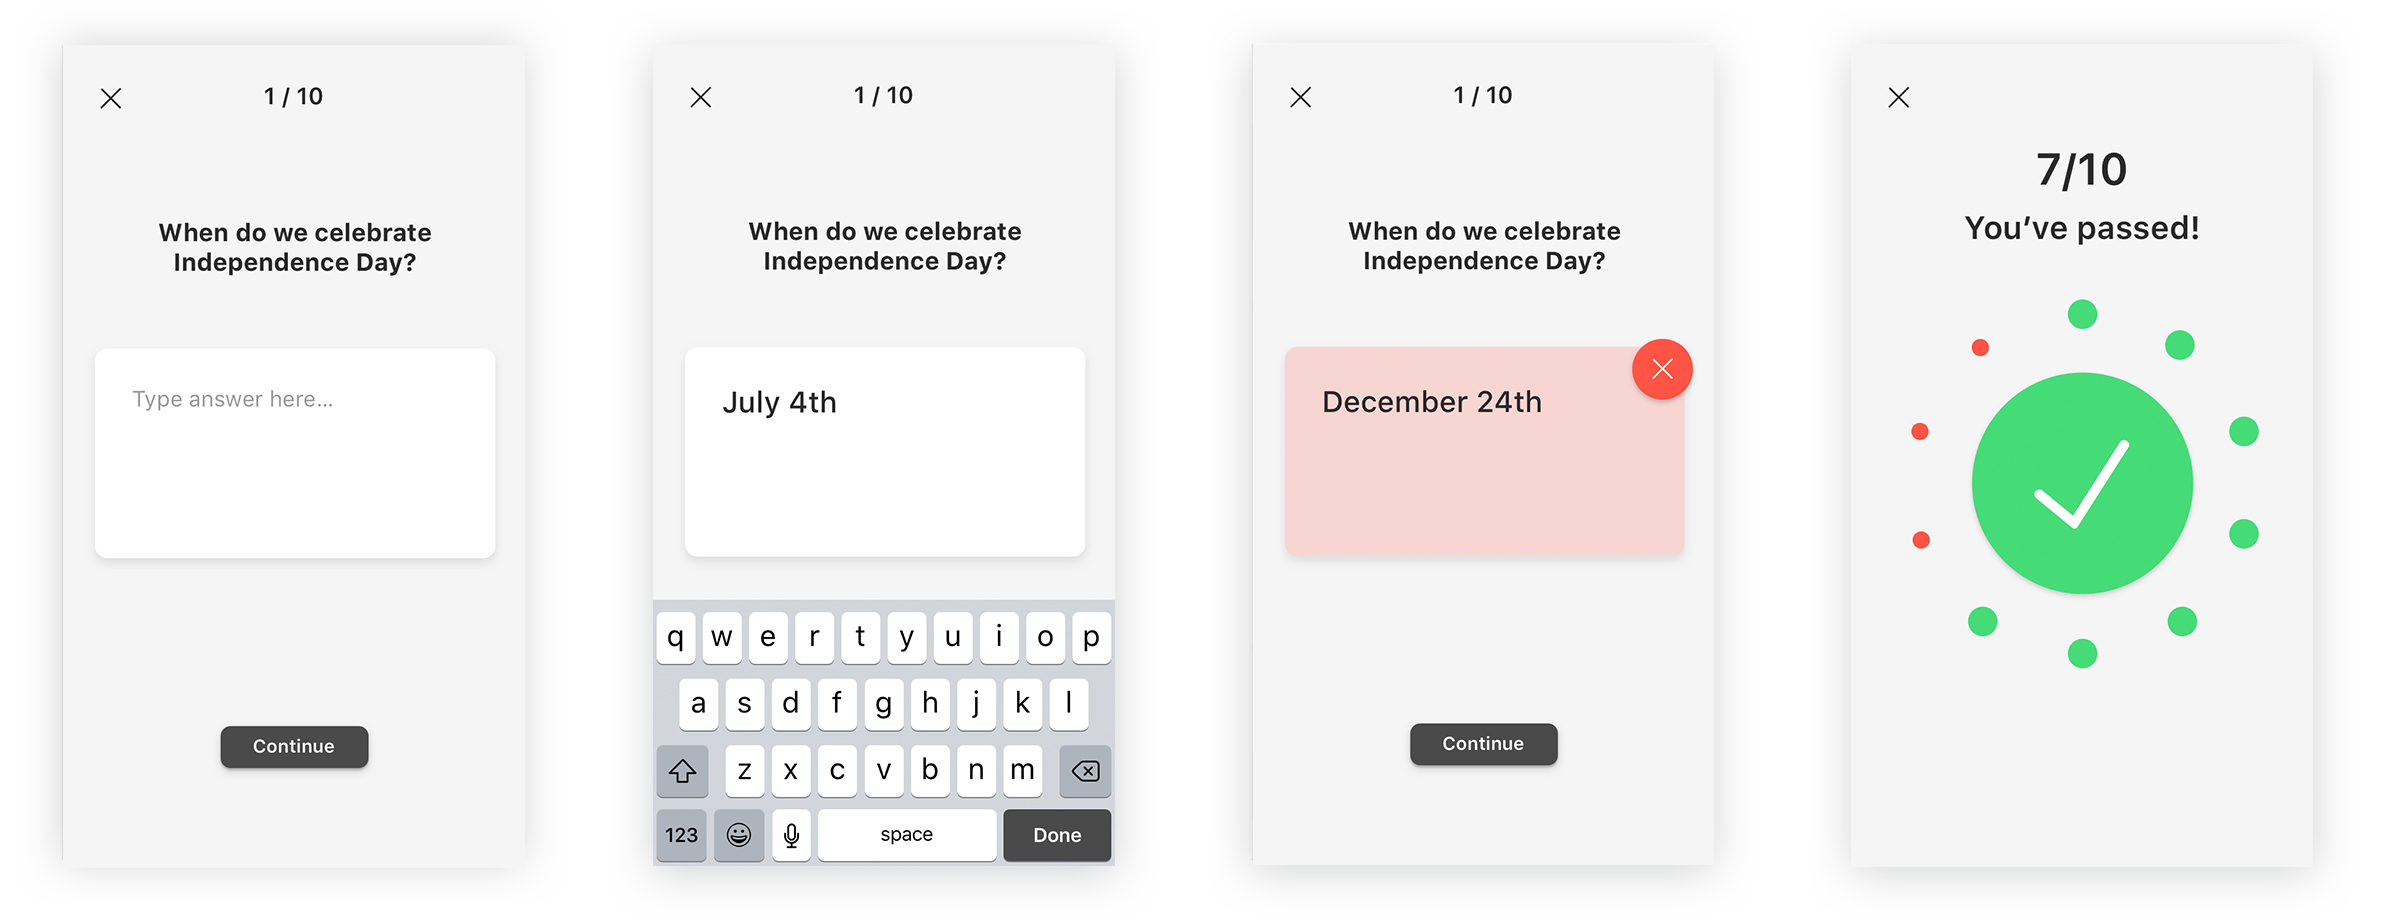 1 / 10
When do we celebrate
Independence Day?
Type answer here...
Continue
1 / 10
When do we celebrate
Independence Day?
July 4th
q w e r t y u i o p
a s d f g h j k l
z x c v b n m
123 space Done
1 / 10
When do we celebrate
Independence Day?
December 24th
Continue
7/10
You’ve passed!